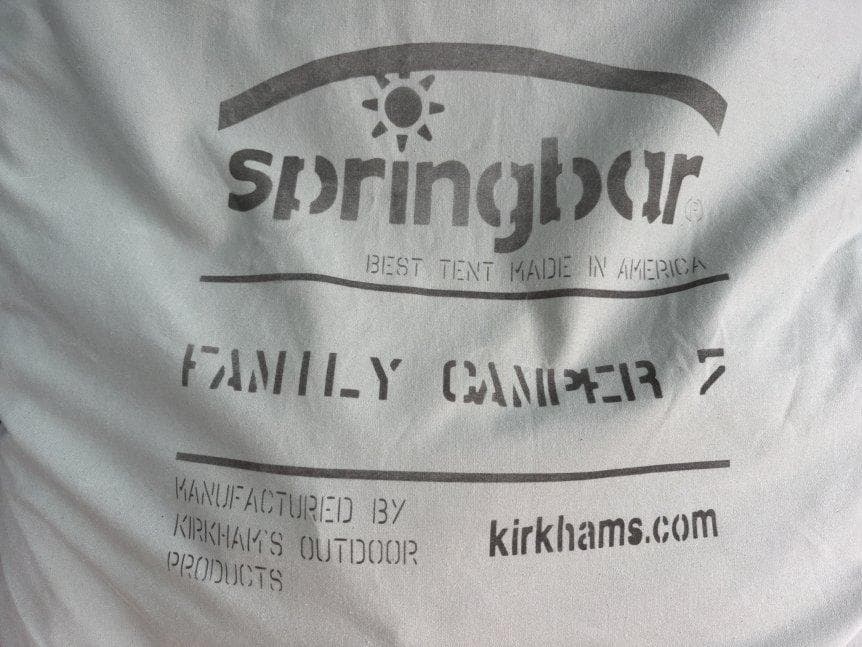 springbar®
BEST TENT MADE IN AMERICA
FAMILY CAMPER 7
MANUFACTURED BY
KIRKHAM'S OUTDOOR
PRODUCTS
kirkhams.com